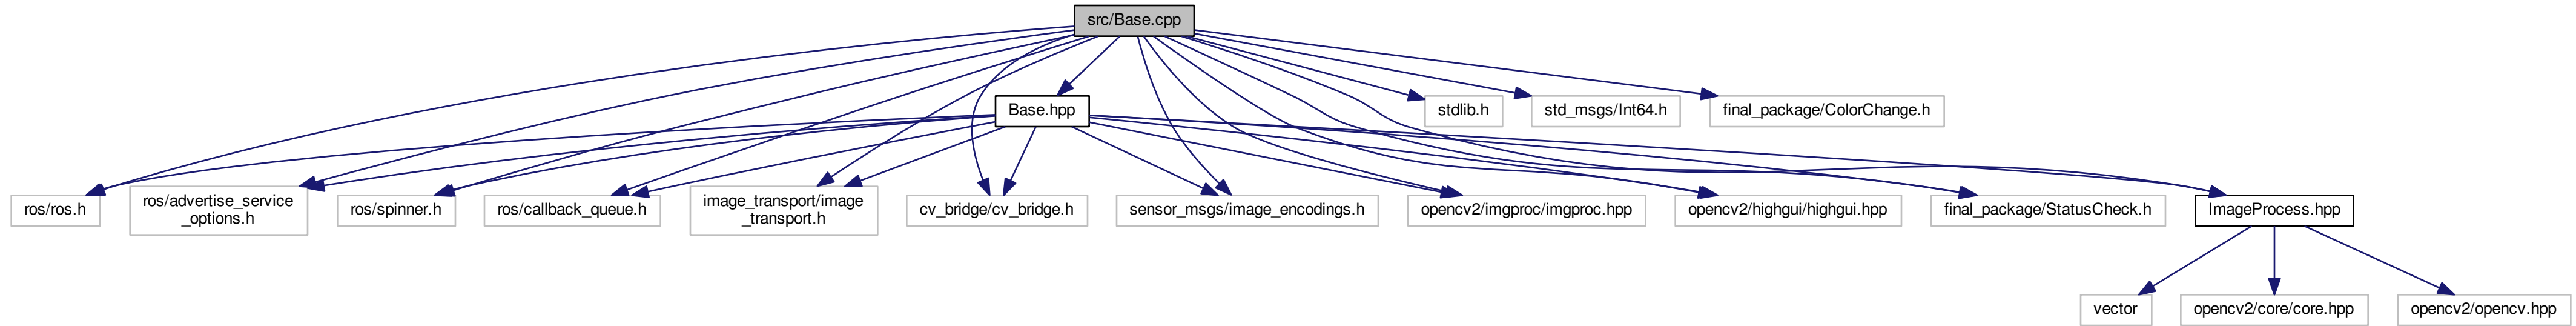 src/Base.cpp
Base.hpp
stdlib.h
std_msgs/Int64.h
final_package/ColorChange.h
ros/ros.h
ros/advertise_service
_options.h
ros/spinner.h
ros/callback_queue.h
image_transport/image
_transport.h
cv_bridge/cv_bridge.h
sensor_msgs/image_encodings.h
opencv2/imgproc/imgproc.hpp
opencv2/highgui/highgui.hpp
final_package/StatusCheck.h
ImageProcess.hpp
vector
opencv2/core/core.hpp
opencv2/opencv.hpp